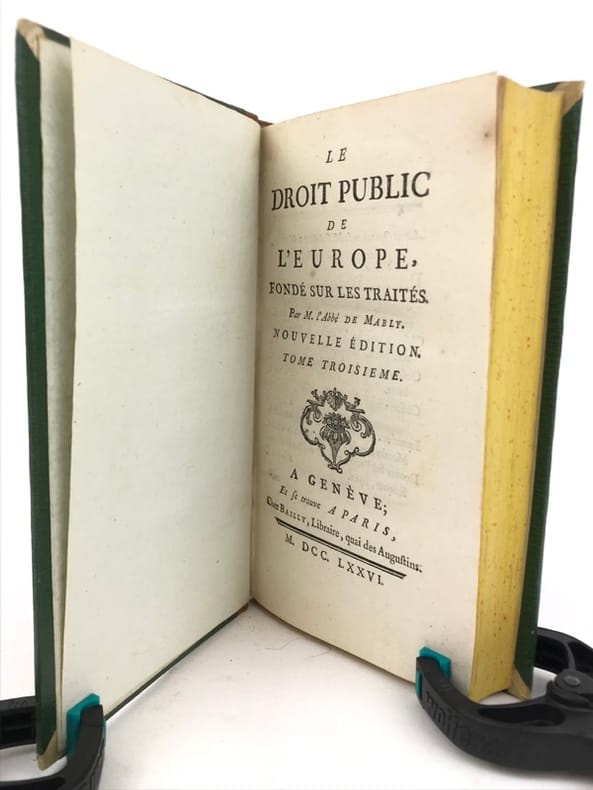 LE
DROIT PUBLIC
DE
L'EUROPE,
FONDÉ SUR LES TRAITÉS.
Par M. l'Abbé DE MABLY.
NOUVELLE ÉDITION.
TOME TROISIEME.
A GENÈVE;
Et se trouve A PARIS,
Chez BAILLY, Libraire, quai des Augustins.
M. DCC. LXXVI.